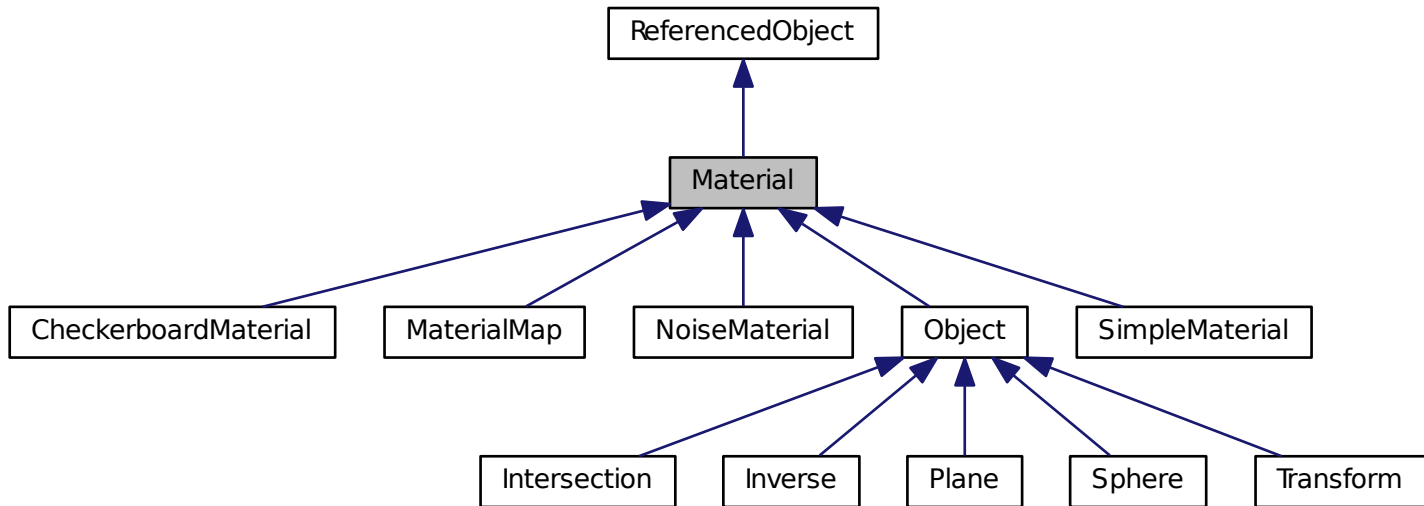 ReferencedObject
Material
CheckerboardMaterial
MaterialMap
NoiseMaterial
Object
SimpleMaterial
Intersection
Inverse
Plane
Sphere
Transform